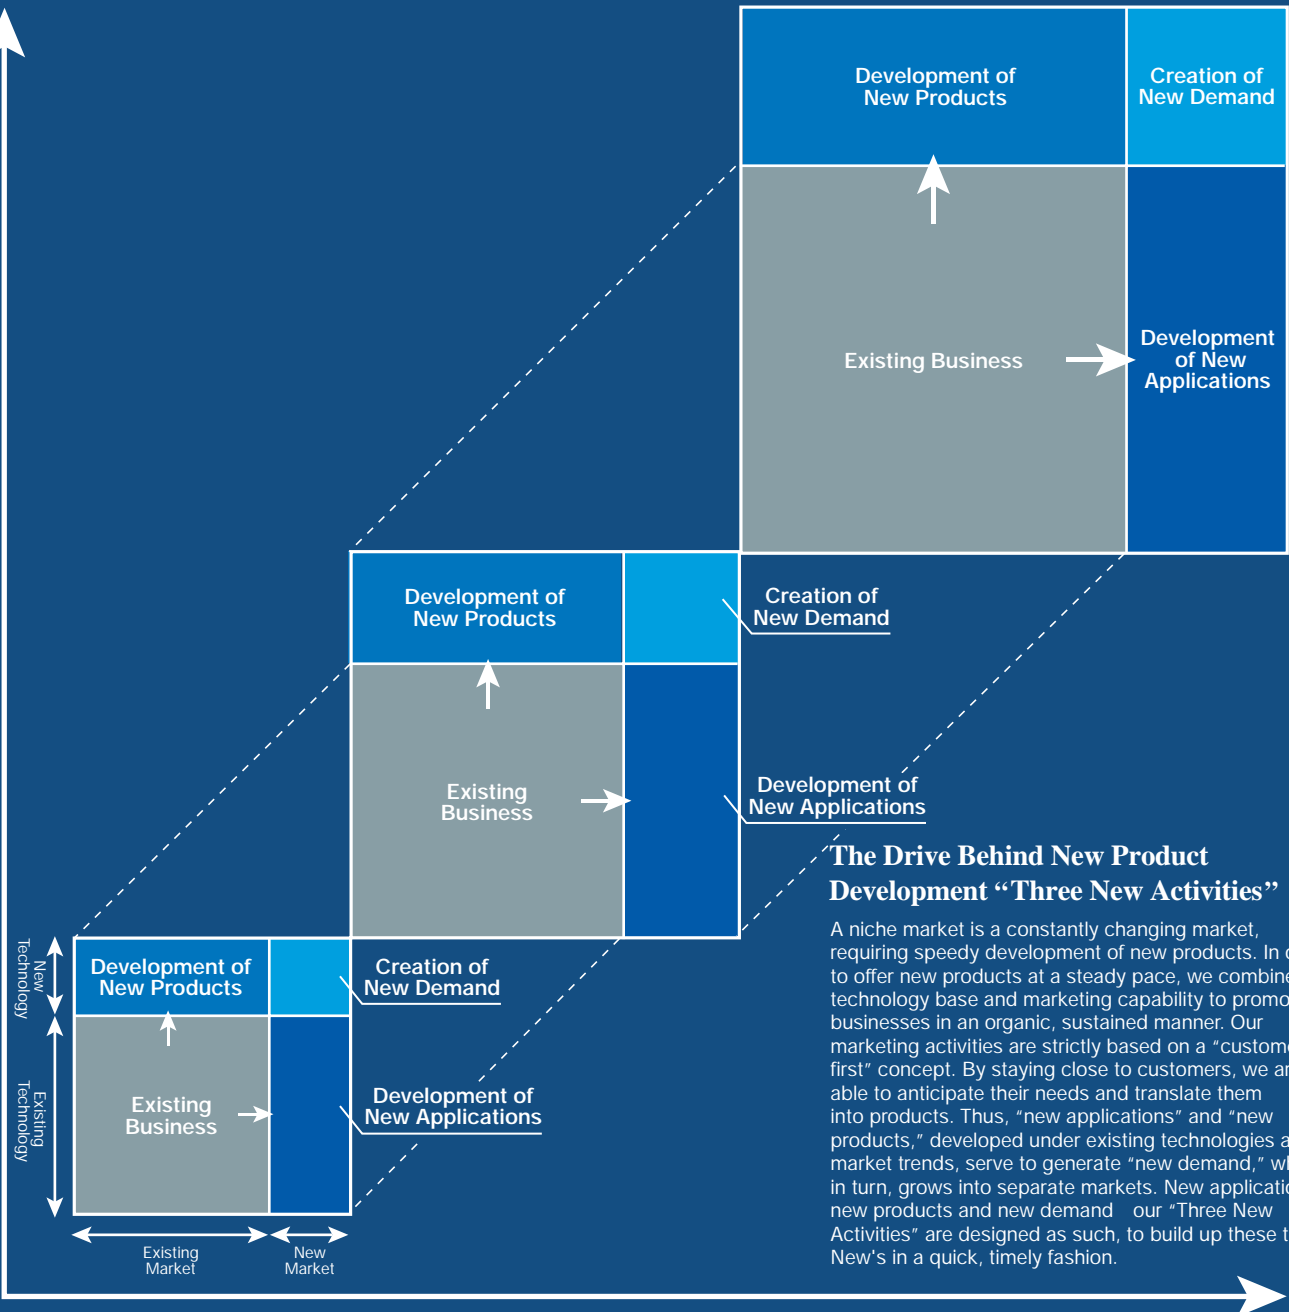 Development of
New Products
Creation of
New Demand
Existing Business
Development
of New
Applications
Development of
New Products
Creation of
New Demand
Existing
Business
Development of
New Applications
New
Technology
Existing
Technology
Development of
New Products
Creation of
New Demand
Existing
Business
Development of
New Applications
Existing
Market
New
Market
The Drive Behind New Product
Development “Three New Activities”
A niche market is a constantly changing market,
requiring speedy development of new products. In
to offer new products at a steady pace, we combine
technology base and marketing capability to
businesses in an organic, sustained manner. Our
marketing activities are strictly based on a “
first” concept. By staying close to customers, we
able to anticipate their needs and translate them
into products. Thus, “new applications” and “new
products,” developed under existing technologies
market trends, serve to generate “new demand,”
in turn, grows into separate markets. New
new products and new demand our “Three New
Activities” are designed as such, to build up these
New's in a quick, timely fashion.